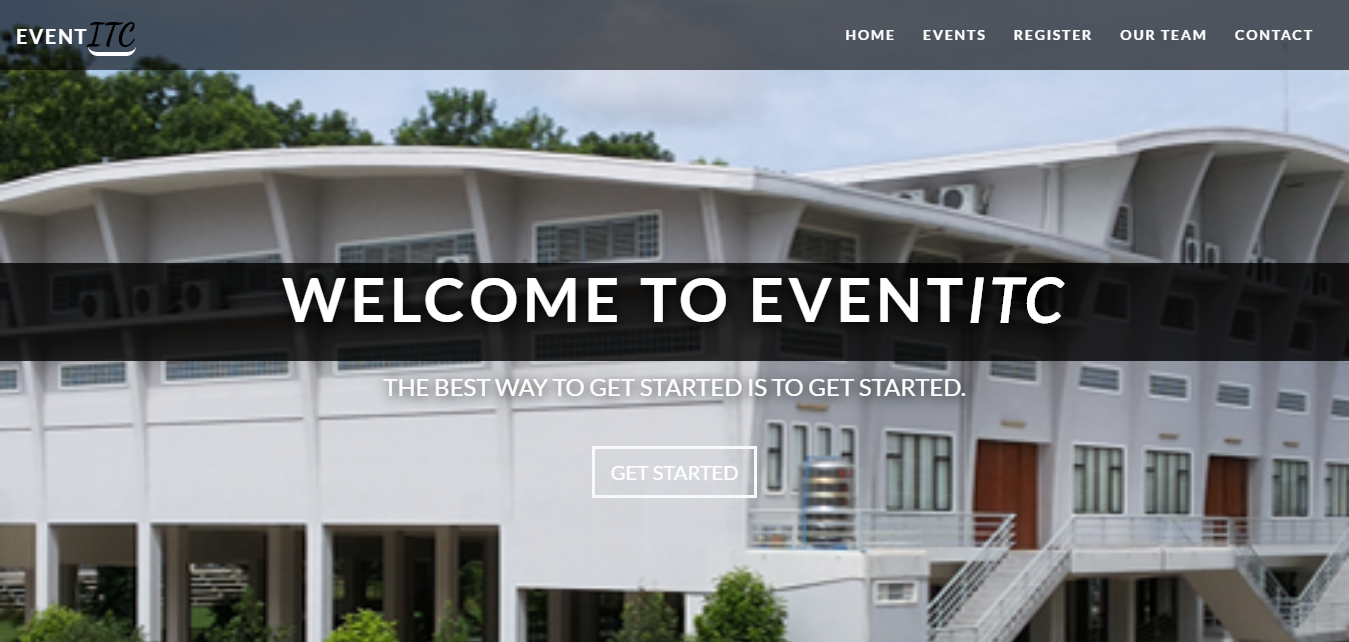 EVENTITC
HOME EVENTS REGISTER OUR TEAM CONTACT
WELCOME TO EVENTITC
THE BEST WAY TO GET STARTED IS TO GET STARTED.
GET STARTED